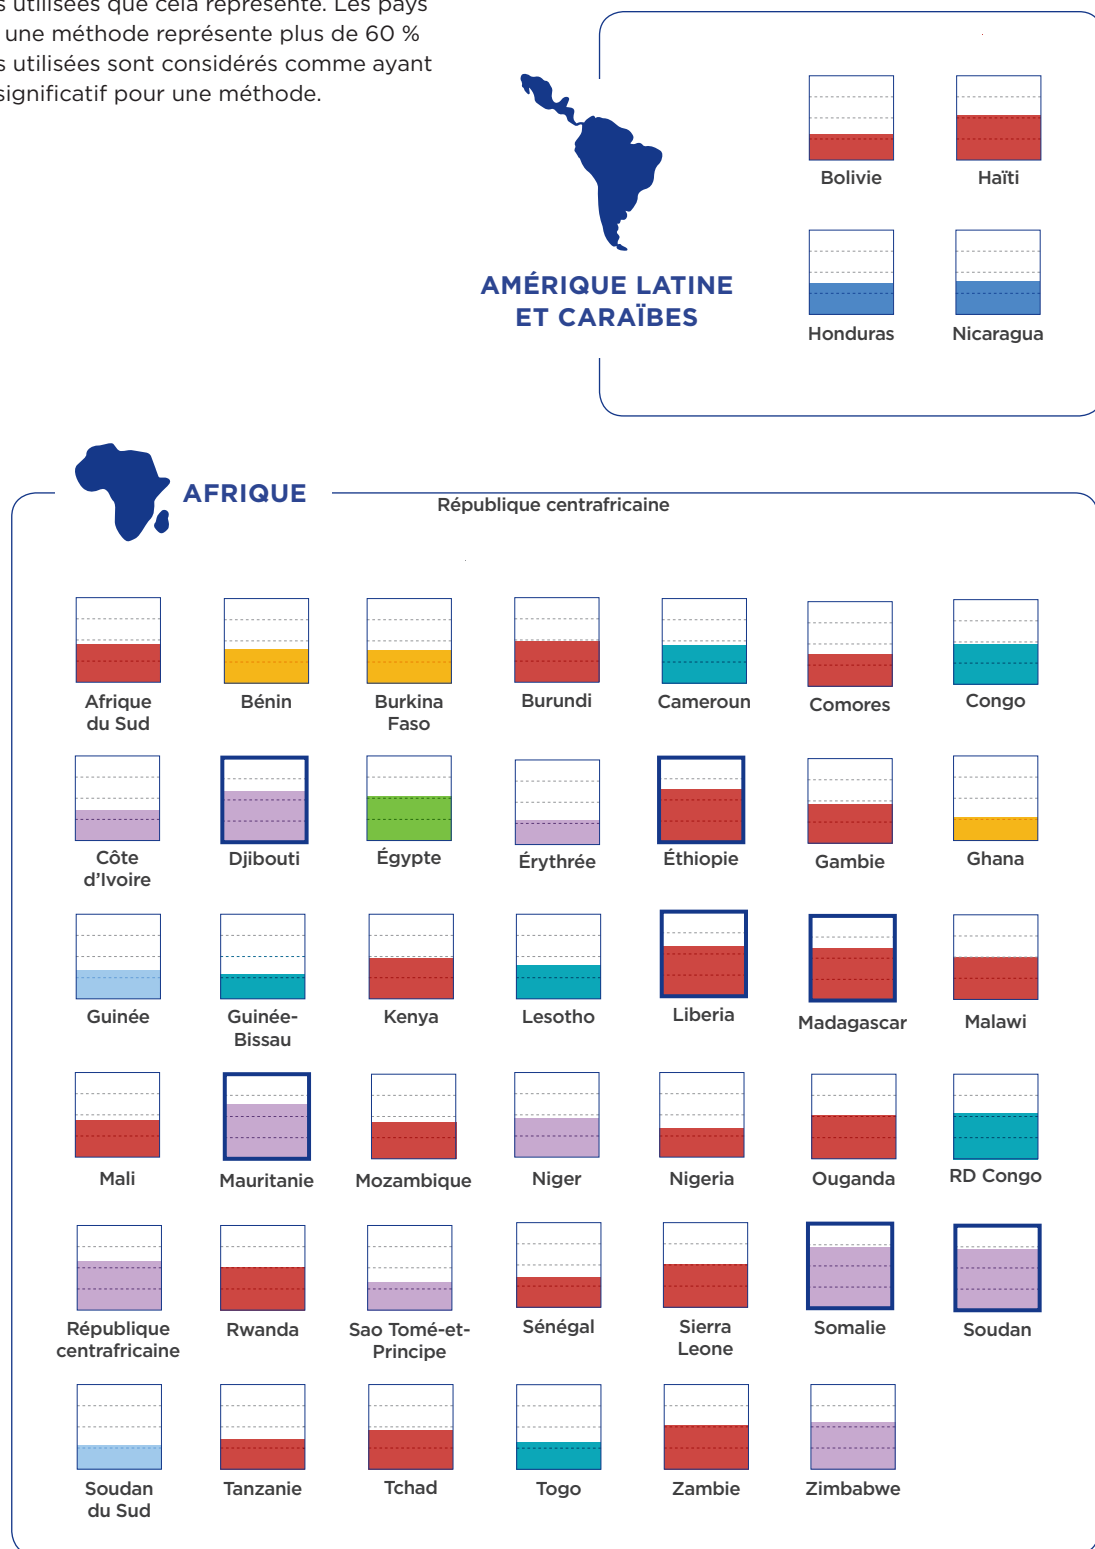 s utilisées que cela représente. Les pays
une méthode représente plus de 60 %
s utilisées sont considérés comme ayant
significatif pour une méthode.
Bolivie
Haïti
AMÉRIQUE LATINE
ET CARAÏBES
Honduras
Nicaragua
AFRIQUE
République centrafricaine
Afrique
du Sud
Bénin
Burkina
Faso
Burundi
Cameroun
Comores
Congo
Côte
d’Ivoire
Djibouti
Égypte
Érythrée
Éthiopie
Gambie
Ghana
Guinée
Guinée-
Bissau
Kenya
Lesotho
Liberia
Madagascar
Malawi
Mali
Mauritanie
Mozambique
Niger
Nigeria
Ouganda
RD Congo
République
centrafricaine
Rwanda
Sao Tomé-et-
Principe
Sénégal
Sierra
Leone
Somalie
Soudan
Soudan
du Sud
Tanzanie
Tchad
Togo
Zambie
Zimbabwe